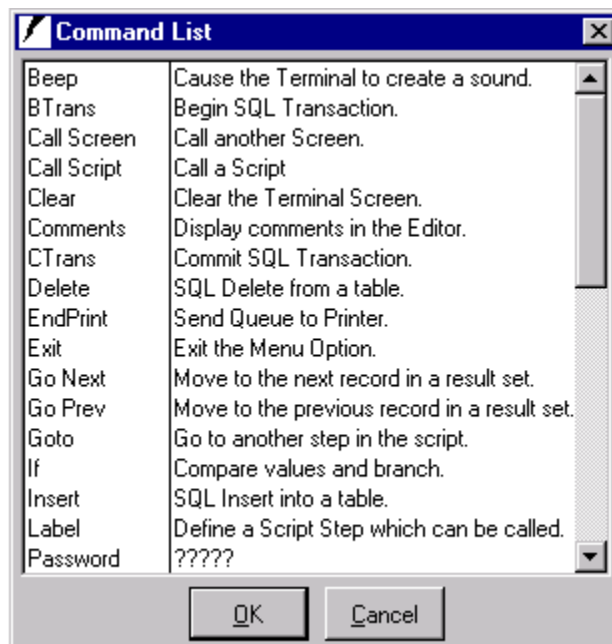 Command List
Beep Cause the Terminal to create a sound.
BTrans Begin SQL Transaction.
Call Screen Call another Screen.
Call Script Call a Script
Clear Clear the Terminal Screen.
Comments Display comments in the Editor.
CTrans Commit SQL Transaction.
Delete SQL Delete from a table.
EndPrint Send Queue to Printer.
Exit Exit the Menu Option.
Go Next Move to the next record in a result set.
Go Prev Move to the previous record in a result set.
Goto Go to another step in the script.
If Compare values and branch.
Insert SQL Insert into a table.
Label Define a Script Step which can be called.
Password ?????
OK Cancel